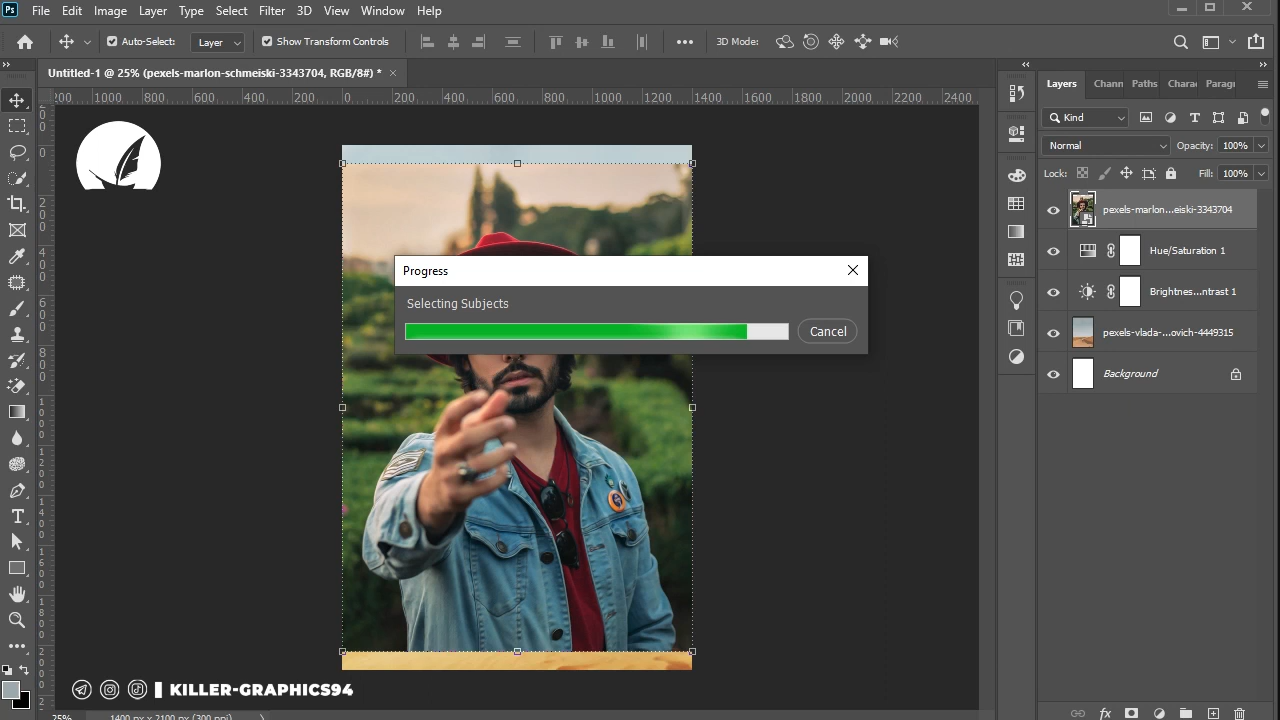 Ps File Edit Image Layer Type Select Filter 3D View Window Help
Auto-Select: Layer Show Transform Controls 3D Mode:
Untitled-1 @ 25% (pexels-marlon-schmeiski-3343704, RGB/8#) *
200 1000 800 600 400 200 0 200 400 600 800 1000 1200 1400 1600 1800 2000 2200 2400
Layers Chann Paths Chara Paragi
Kind
Normal Opacity: 100%
Lock: Fill: 100%
pexels-marlon...eiski-3343704
Hue/Saturation 1
Brightnes...ntrast 1
pexels-vlada-...ovich-4449315
Background
Progress
Selecting Subjects
Cancel
KILLER-GRAPHICS94
25% 1400 px x 2100 px (300 ppi)